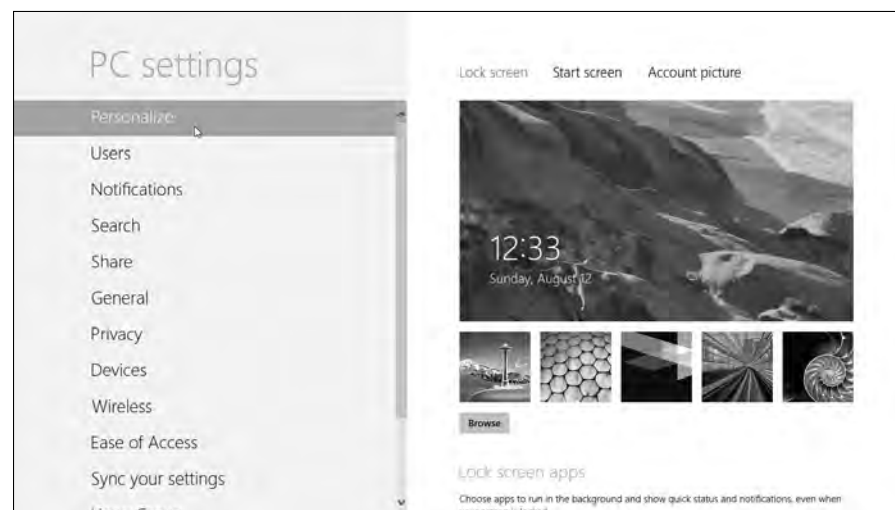 PC settings
Personalize
Users
Notifications
Search
Share
General
Privacy
Devices
Wireless
Ease of Access
Sync your settings
Lock screen Start screen Account picture
12:33
Sunday, August 12
Browse
Lock screen apps
Choose apps to run in the background and show quick status and notifications, even when